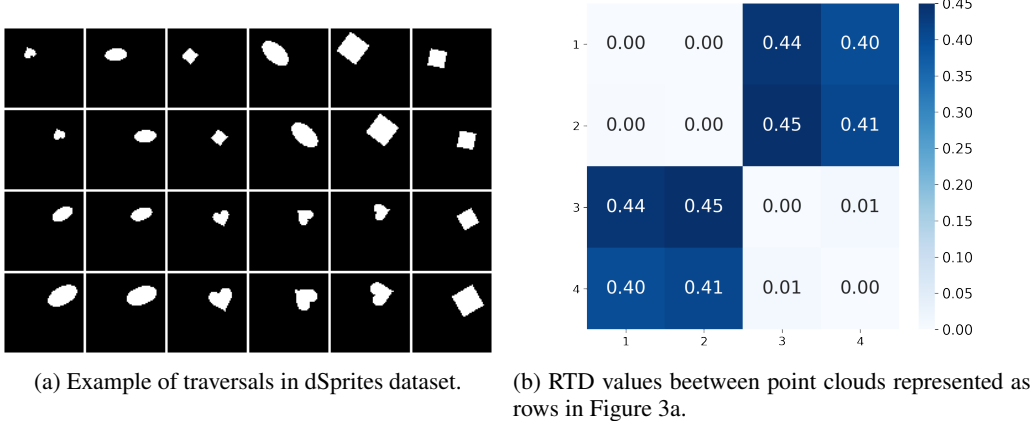 1
0.00 0.00 0.44 0.40
2
0.00 0.00 0.45 0.41
3
0.44 0.45 0.00 0.01
4
0.40 0.41 0.01 0.00
1 2 3 4
0.45
0.40
0.35
0.30
0.25
0.20
0.15
0.10
0.05
0.00
(a) Example of traversals in dSprites dataset.
(b) RTD values beetween point clouds represented as
rows in Figure 3a.